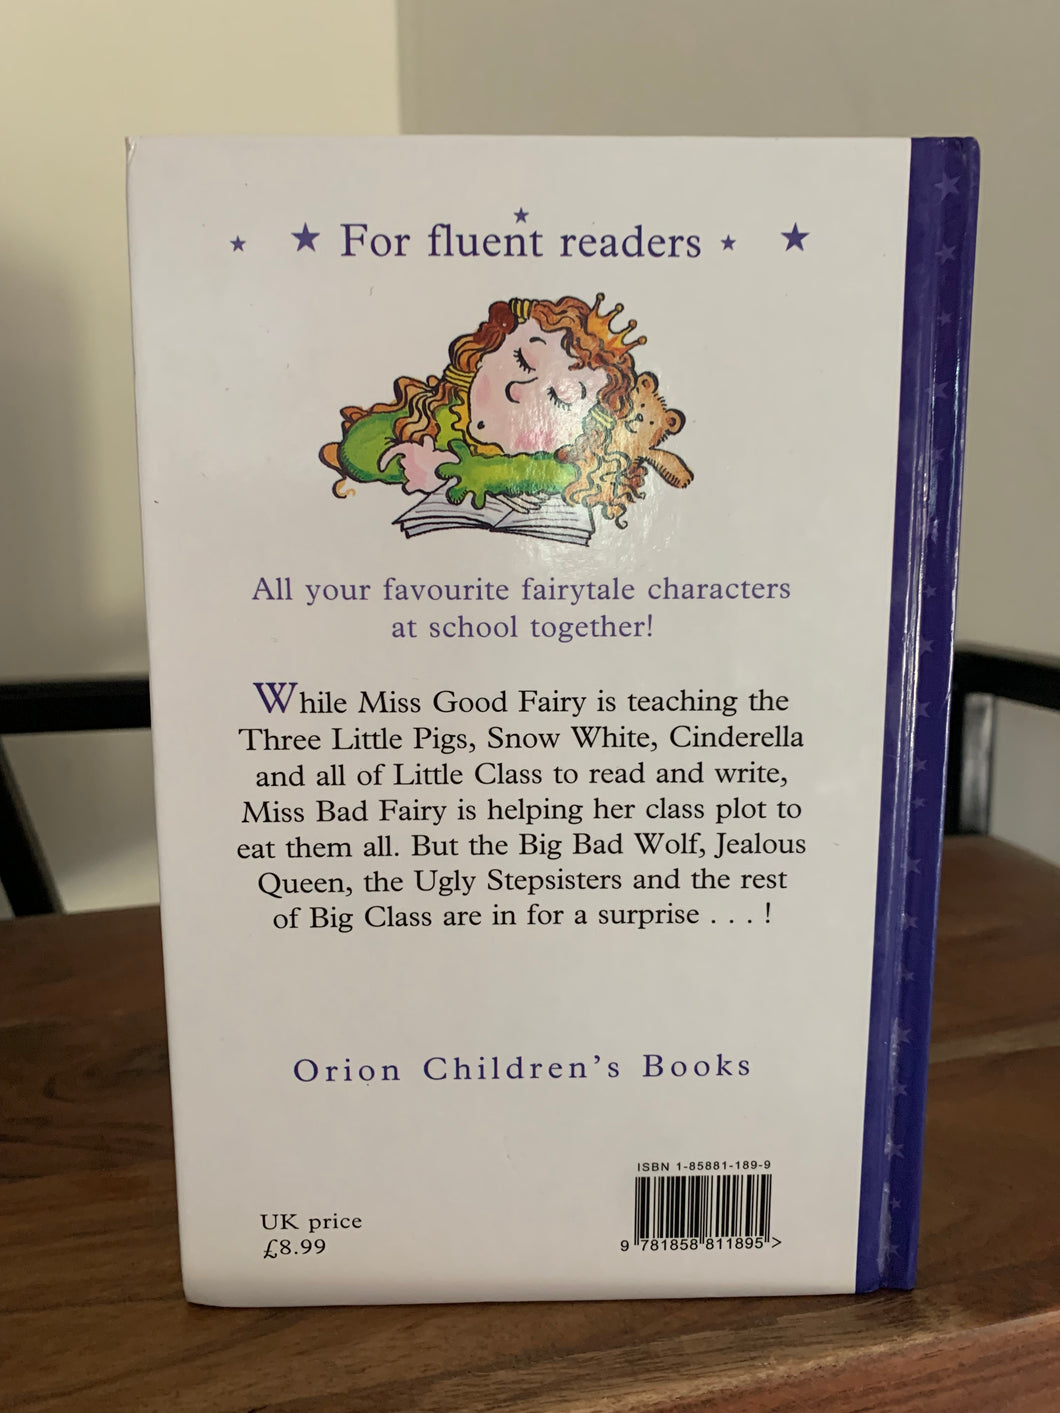 For fluent readers
All your favourite fairytale characters
at school together!
While Miss Good Fairy is teaching the
Three Little Pigs, Snow White, Cinderella
and all of Little Class to read and write,
Miss Bad Fairy is helping her class plot to
eat them all. But the Big Bad Wolf, Jealous
Queen, the Ugly Stepsisters and the rest
of Big Class are in for a surprise . . . !
Orion Children's Books
ISBN 1-85881-189-9
9 781858 811895 >
UK price
£8.99